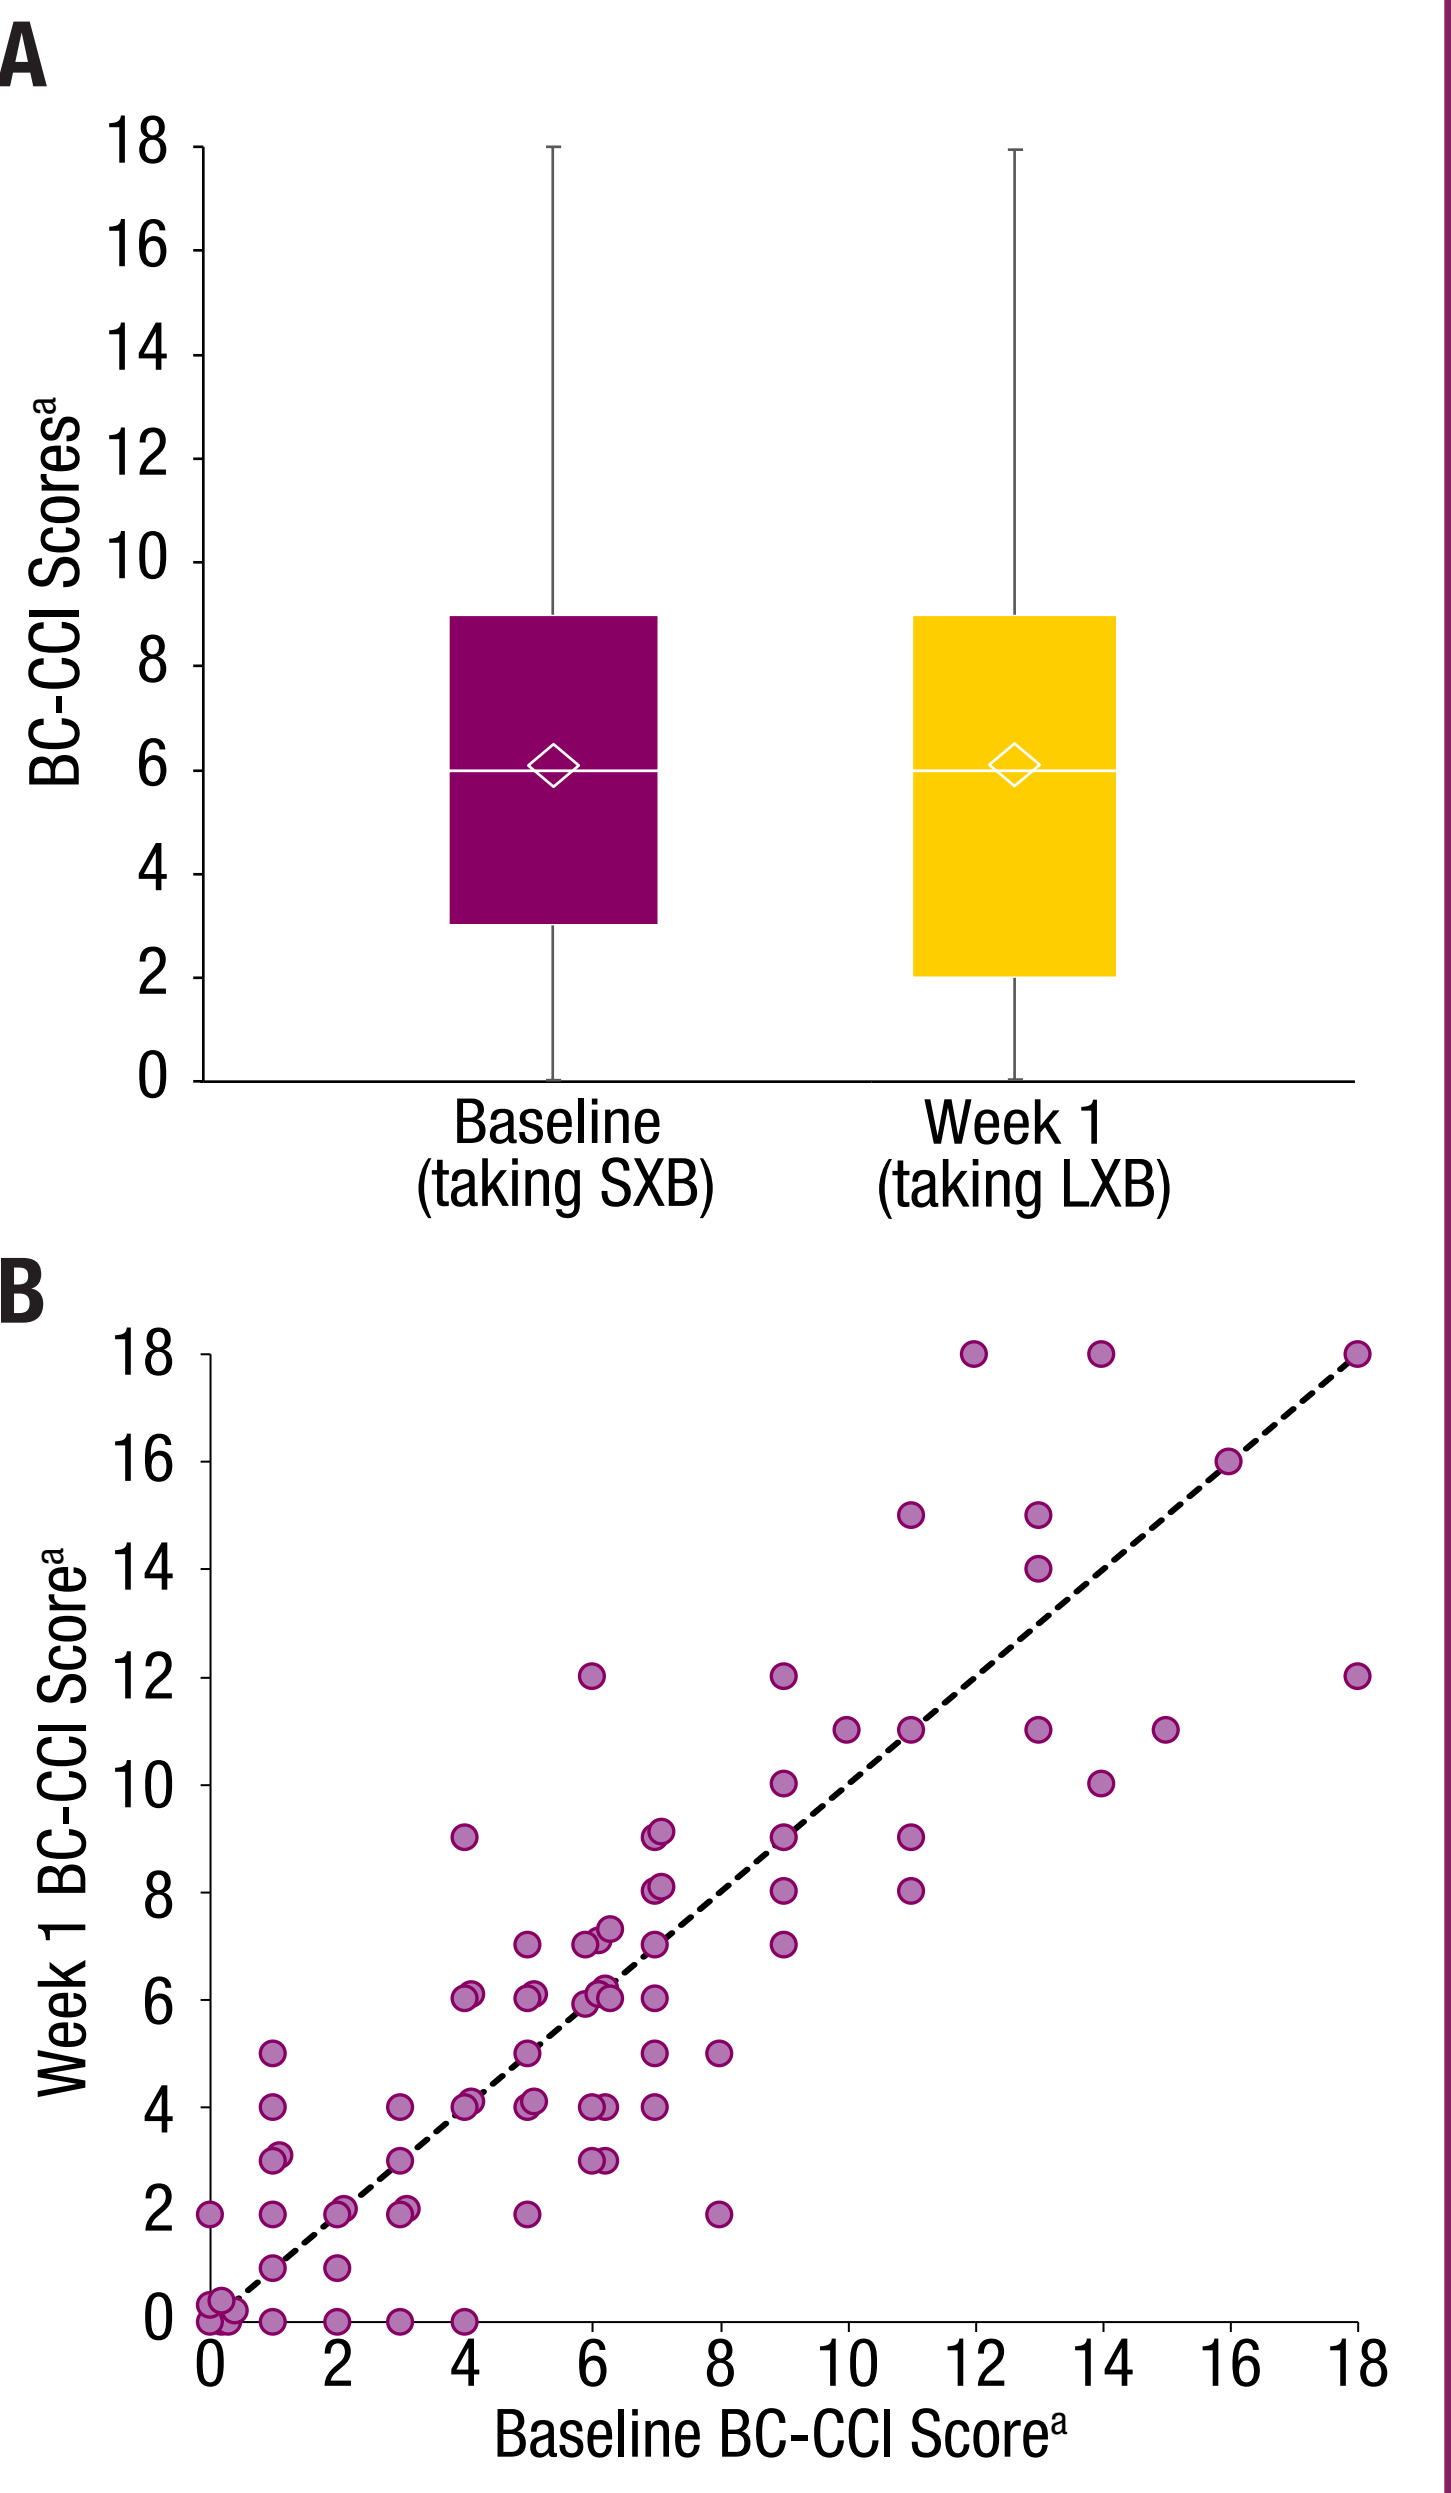 A
BC-CCI Scoresᵃ
18
16
14
12
10
8
6
4
2
0
Baseline
(taking SXB)
Week 1
(taking LXB)
B
Week 1 BC-CCI Scoreᵃ
18
16
14
12
10
8
6
4
2
0
0 2 4 6 8 10 12 14 16 18
Baseline BC-CCI Scoreᵃ